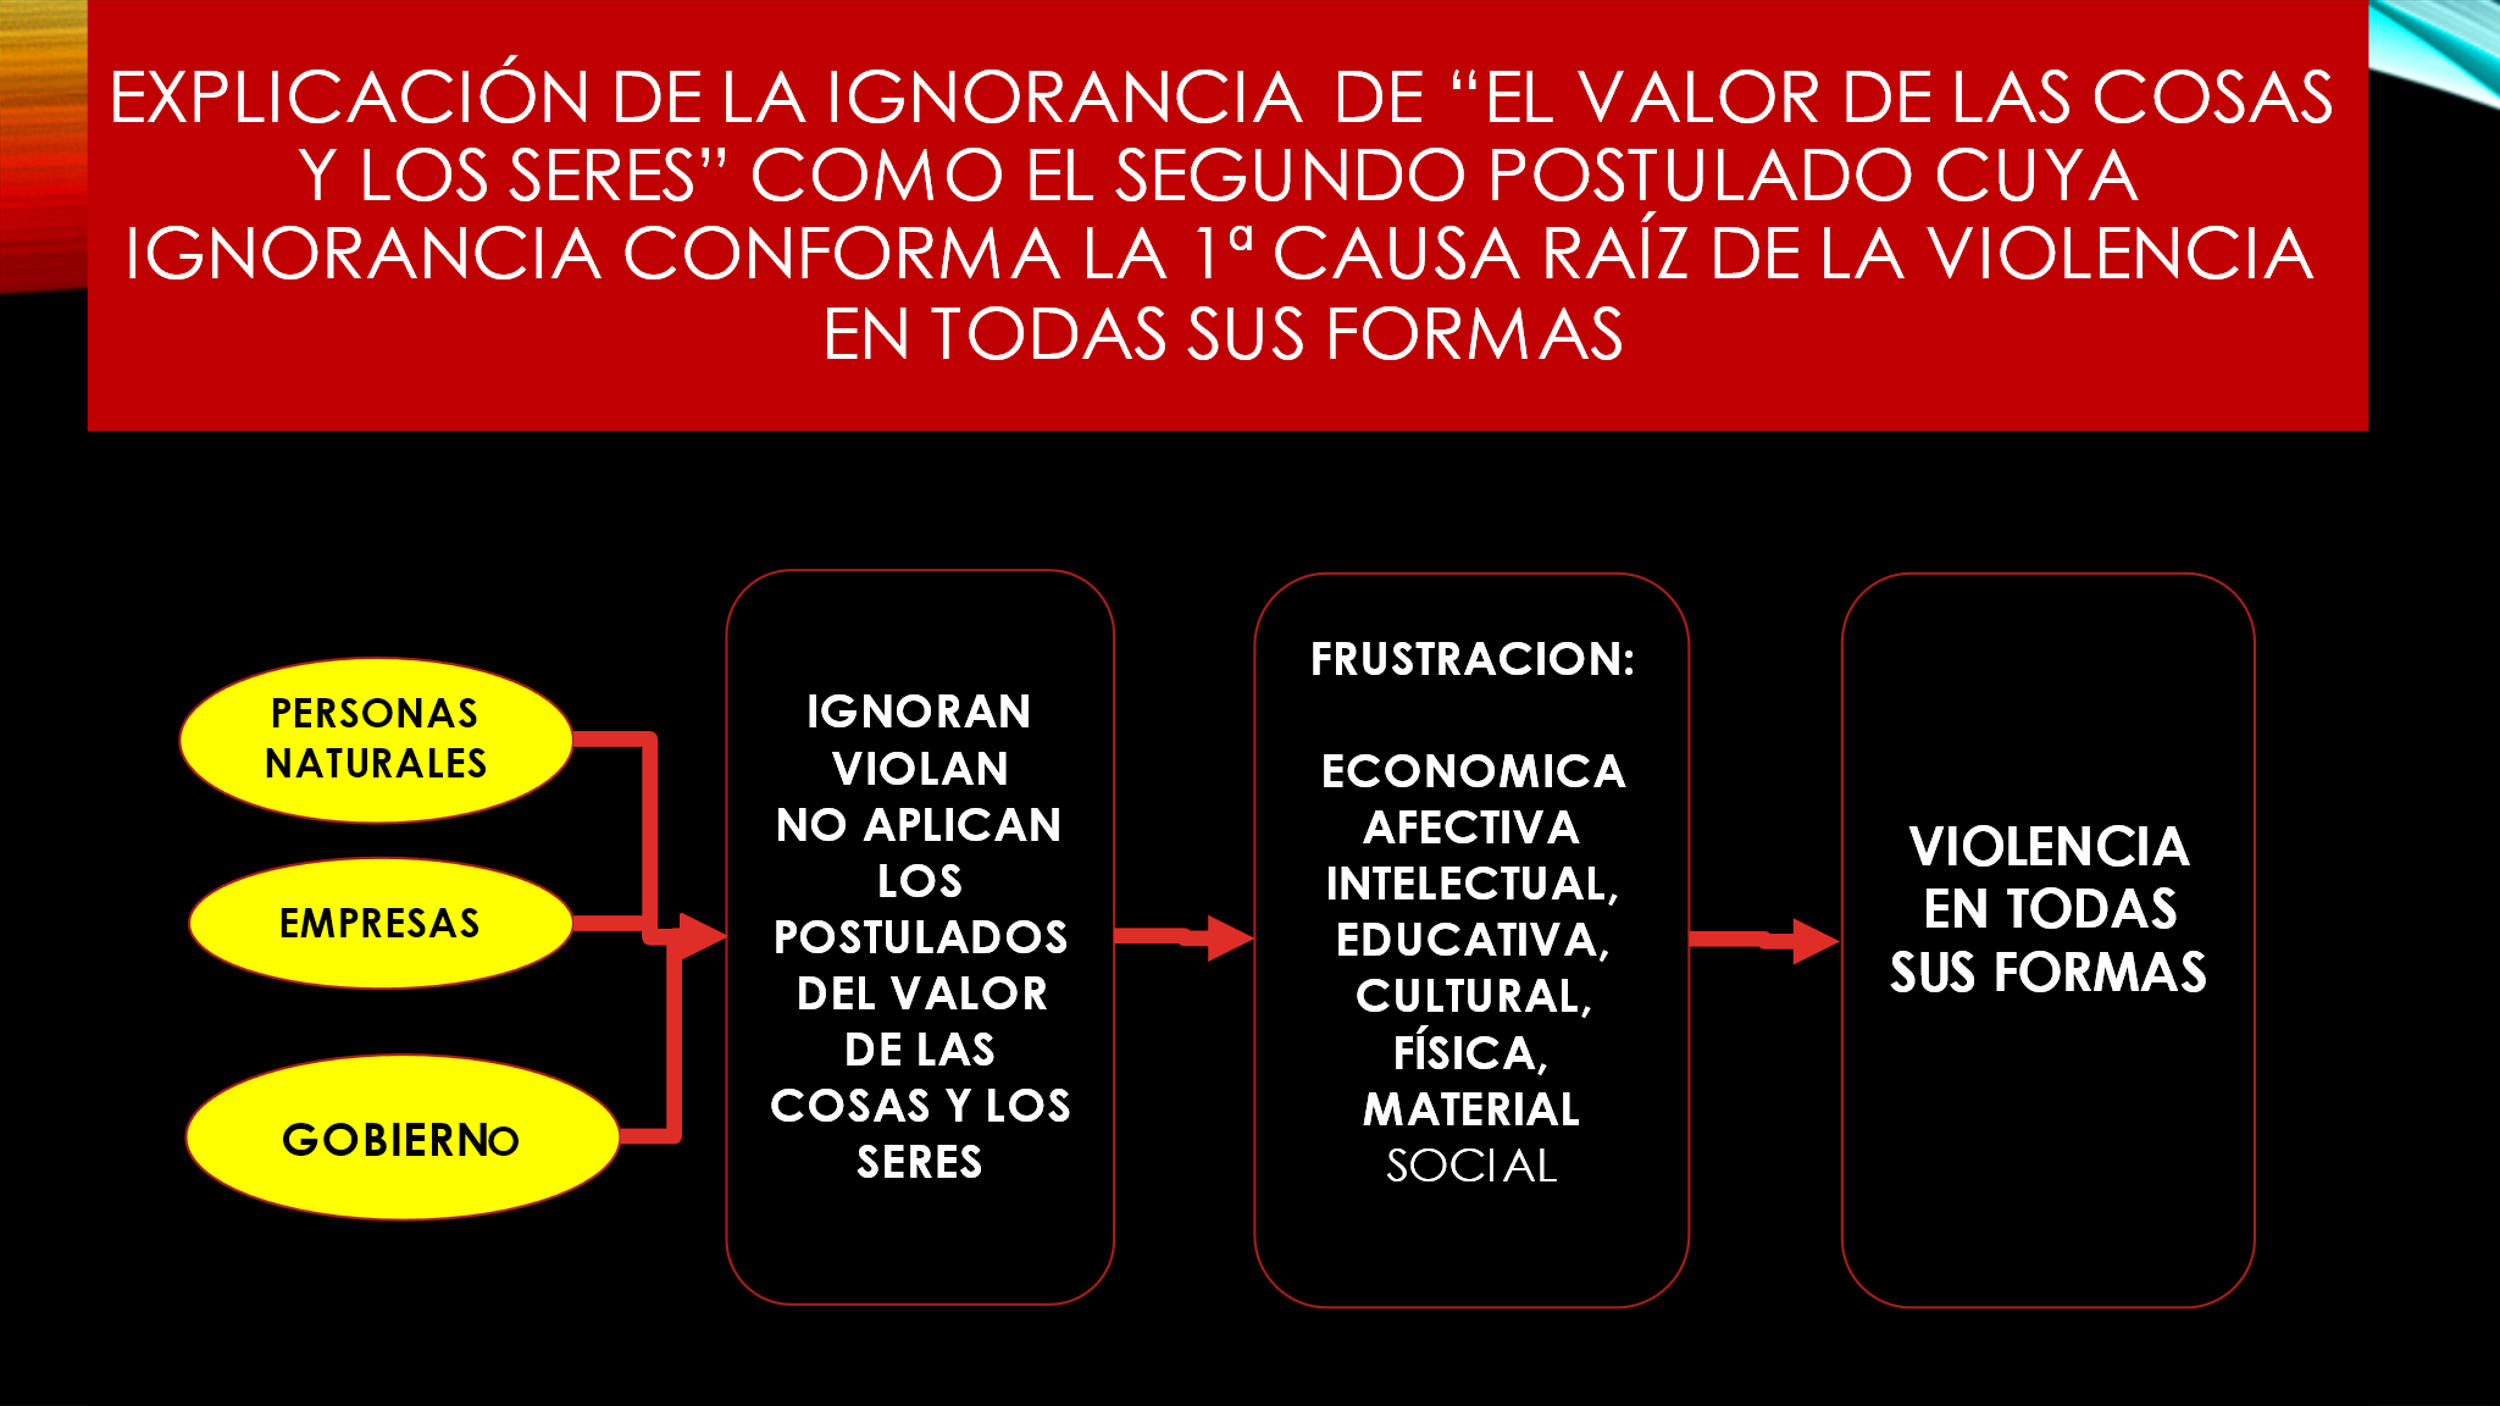 EXPLICACIÓN DE LA IGNORANCIA DE “EL VALOR DE LAS COSAS
Y LOS SERES” COMO EL SEGUNDO POSTULADO CUYA
IGNORANCIA CONFORMA LA 1ª CAUSA RAÍZ DE LA VIOLENCIA
EN TODAS SUS FORMAS
PERSONAS
NATURALES
EMPRESAS
GOBIERNO
IGNORAN
VIOLAN
NO APLICAN
LOS
POSTULADOS
DEL VALOR
DE LAS
COSAS Y LOS
SERES
FRUSTRACION:
ECONOMICA
AFECTIVA
INTELECTUAL,
EDUCATIVA,
CULTURAL,
FÍSICA,
MATERIAL
SOCIAL
VIOLENCIA
EN TODAS
SUS FORMAS